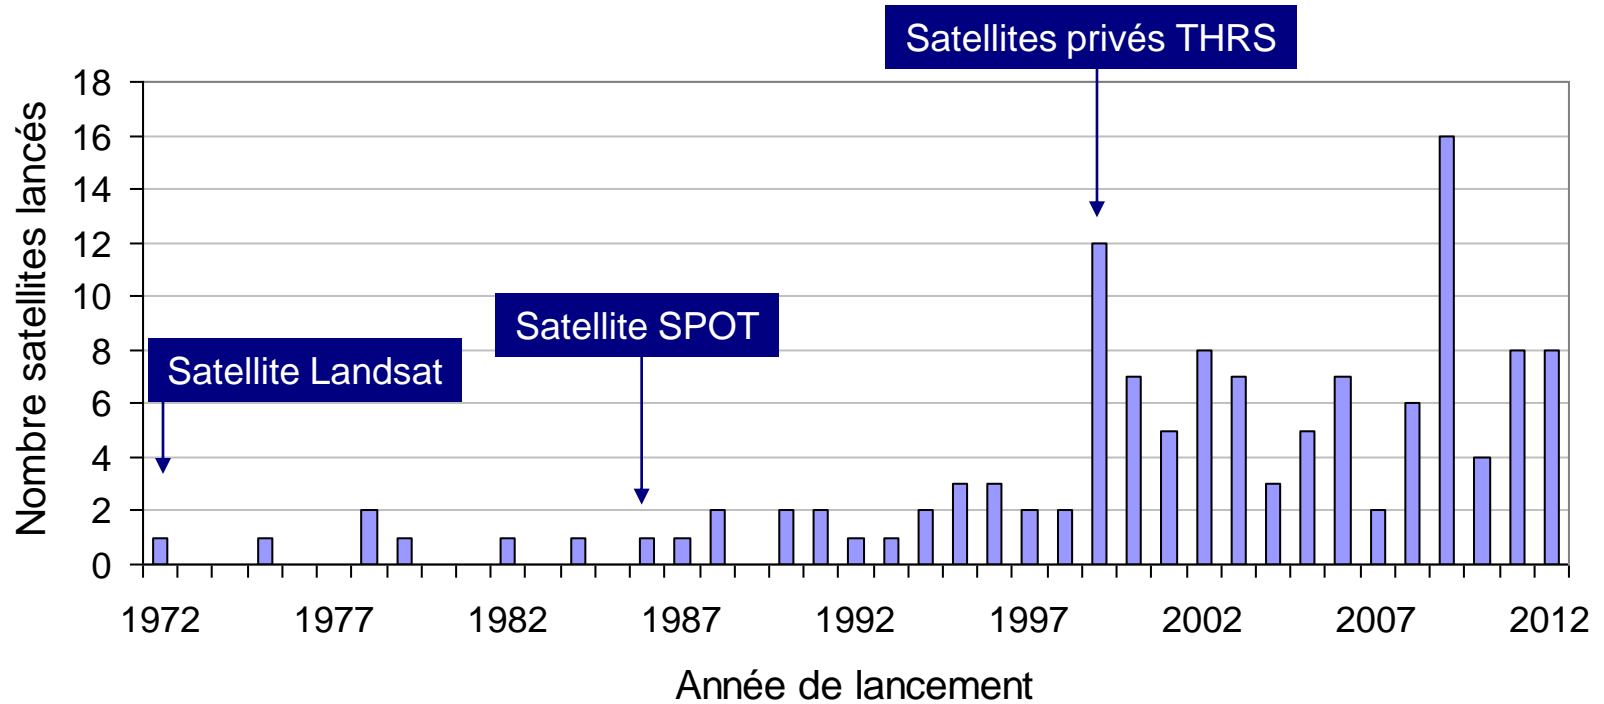 Satellites privés THRS
Satellite SPOT
Satellite Landsat
Nombre satellites lancés
18
16
14
12
10
8
6
4
2
0
1972 1977 1982 1987 1992 1997 2002 2007 2012
Année de lancement